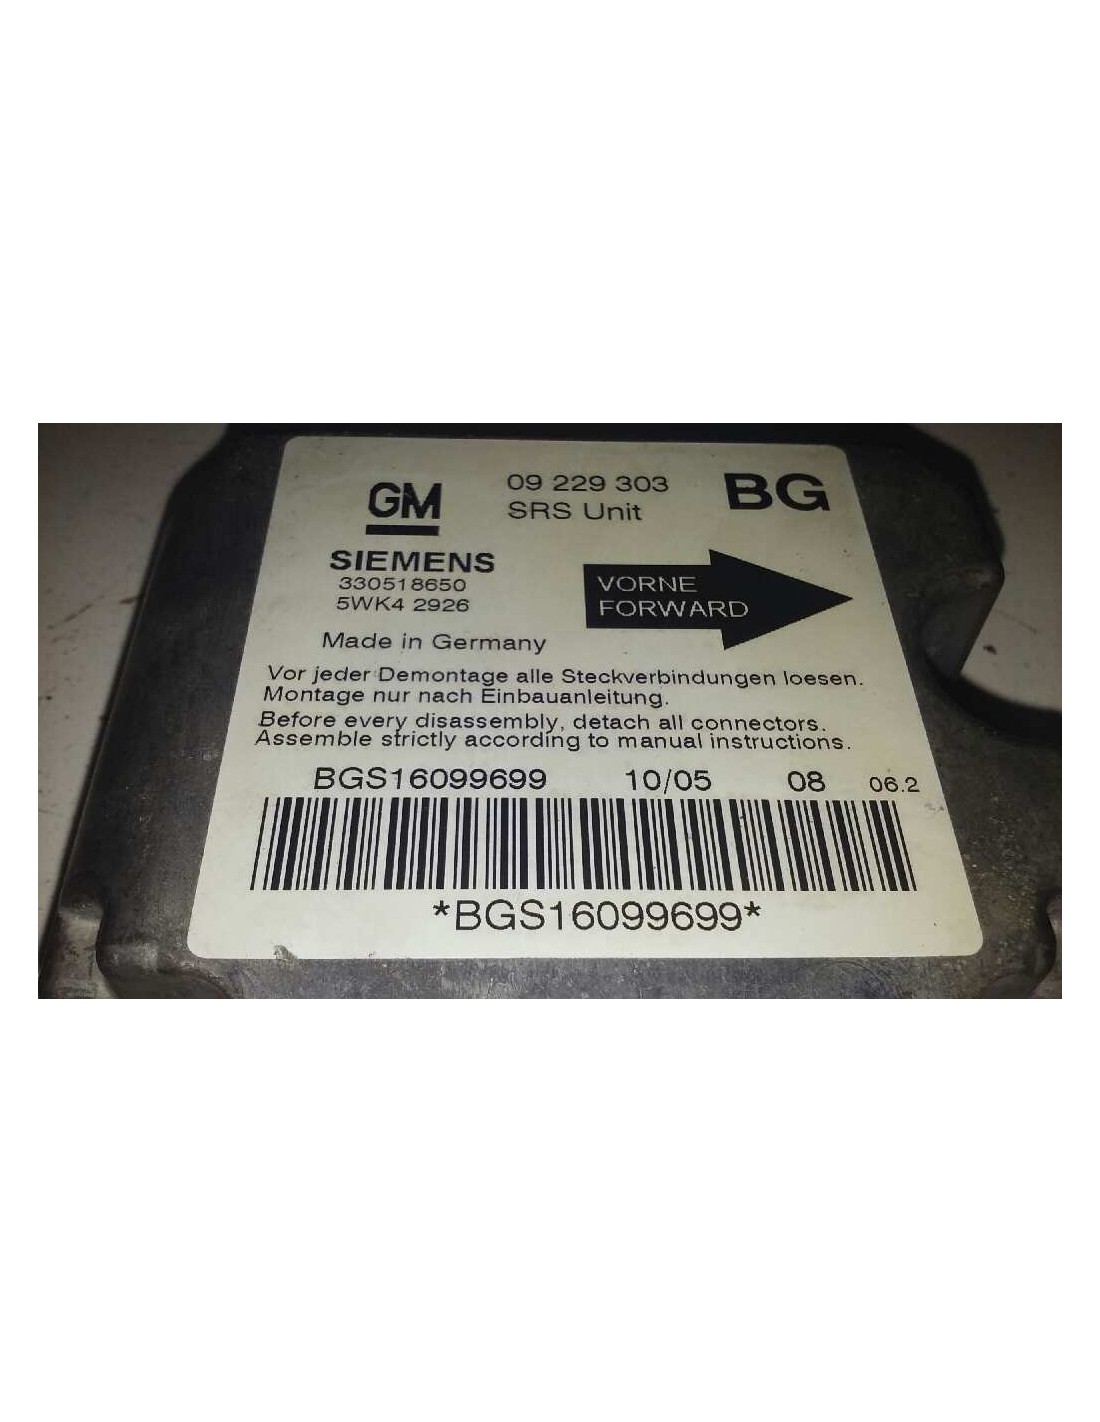 GM
09 229 303
SRS Unit
BG
SIEMENS
330518650
5WK4 2926
VORNE
FORWARD
Made in Germany
Vor jeder Demontage alle Steckverbindungen loesen.
Montage nur nach Einbauanleitung.
Before every disassembly, detach all connectors.
Assemble strictly according to manual instructions.
BGS16099699 10/05 08 06.2
*BGS16099699*